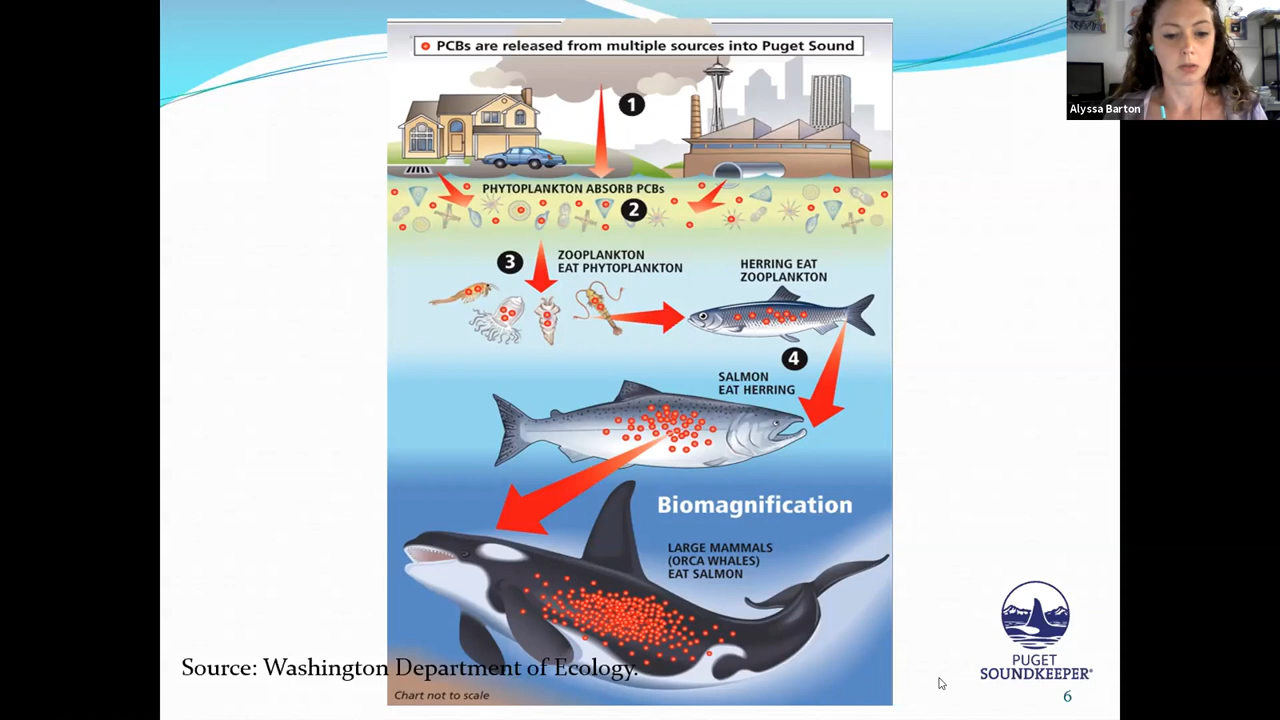 PCBs are released from multiple sources into Puget Sound
Alyssa Barton
1
PHYTOPLANKTON ABSORB PCBs
2
3
ZOOPLANKTON
EAT PHYTOPLANKTON
HERRING EAT
ZOOPLANKTON
4
SALMON
EAT HERRING
Biomagnification
LARGE MAMMALS
(ORCA WHALES)
EAT SALMON
Source: Washington Department of Ecology.
Chart not to scale
PUGET
SOUNDKEEPER®
6